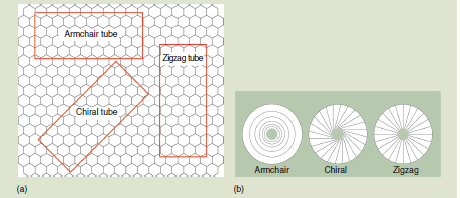 Armchair tube
Zigzag tube
Chiral tube
(a)
Armchair
Chiral
Zigzag
(b)